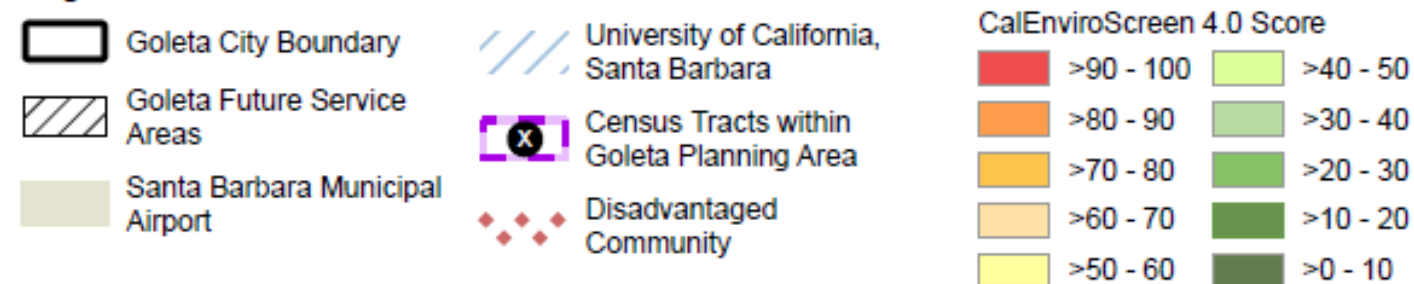 Goleta City Boundary
Goleta Future Service
Areas
Santa Barbara Municipal
Airport
University of California,
Santa Barbara
X
Census Tracts within
Goleta Planning Area
Disadvantaged
Community
CalEnviroScreen 4.0 Score
>90 - 100
>80 - 90
>70 - 80
>60 - 70
>50 - 60
>40 - 50
>30 - 40
>20 - 30
>10 - 20
>0 - 10